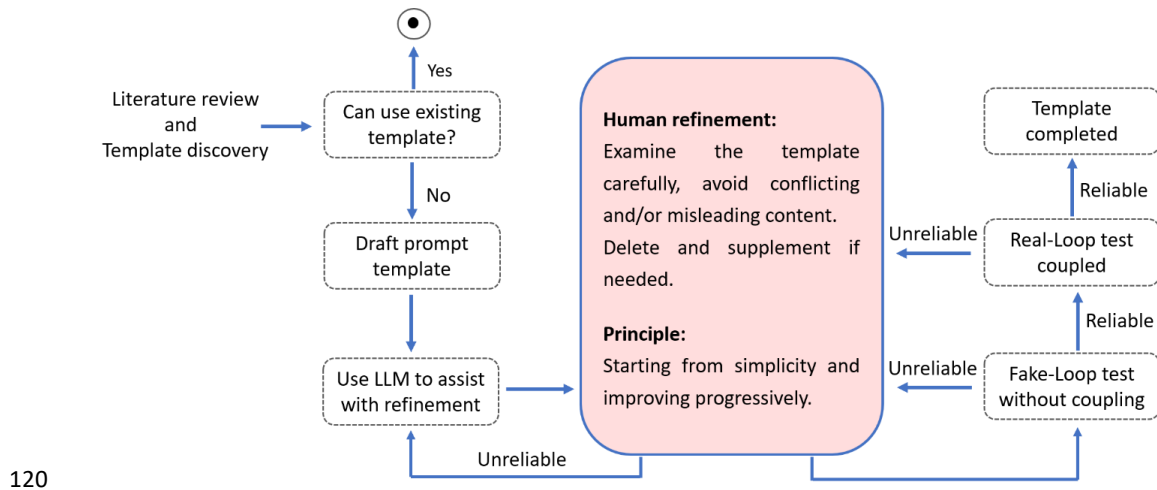 Literature review
and
Template discovery
Yes
Can use existing
template?
No
Draft prompt
template
Use LLM to assist
with refinement
Unreliable
Human refinement:
Examine the template
carefully, avoid conflicting
and/or misleading content.
Delete and supplement if
needed.
Principle:
Starting from simplicity and
improving progressively.
Template
completed
Reliable
Unreliable
Real-Loop test
coupled
Reliable
Unreliable
Fake-Loop test
without coupling
120